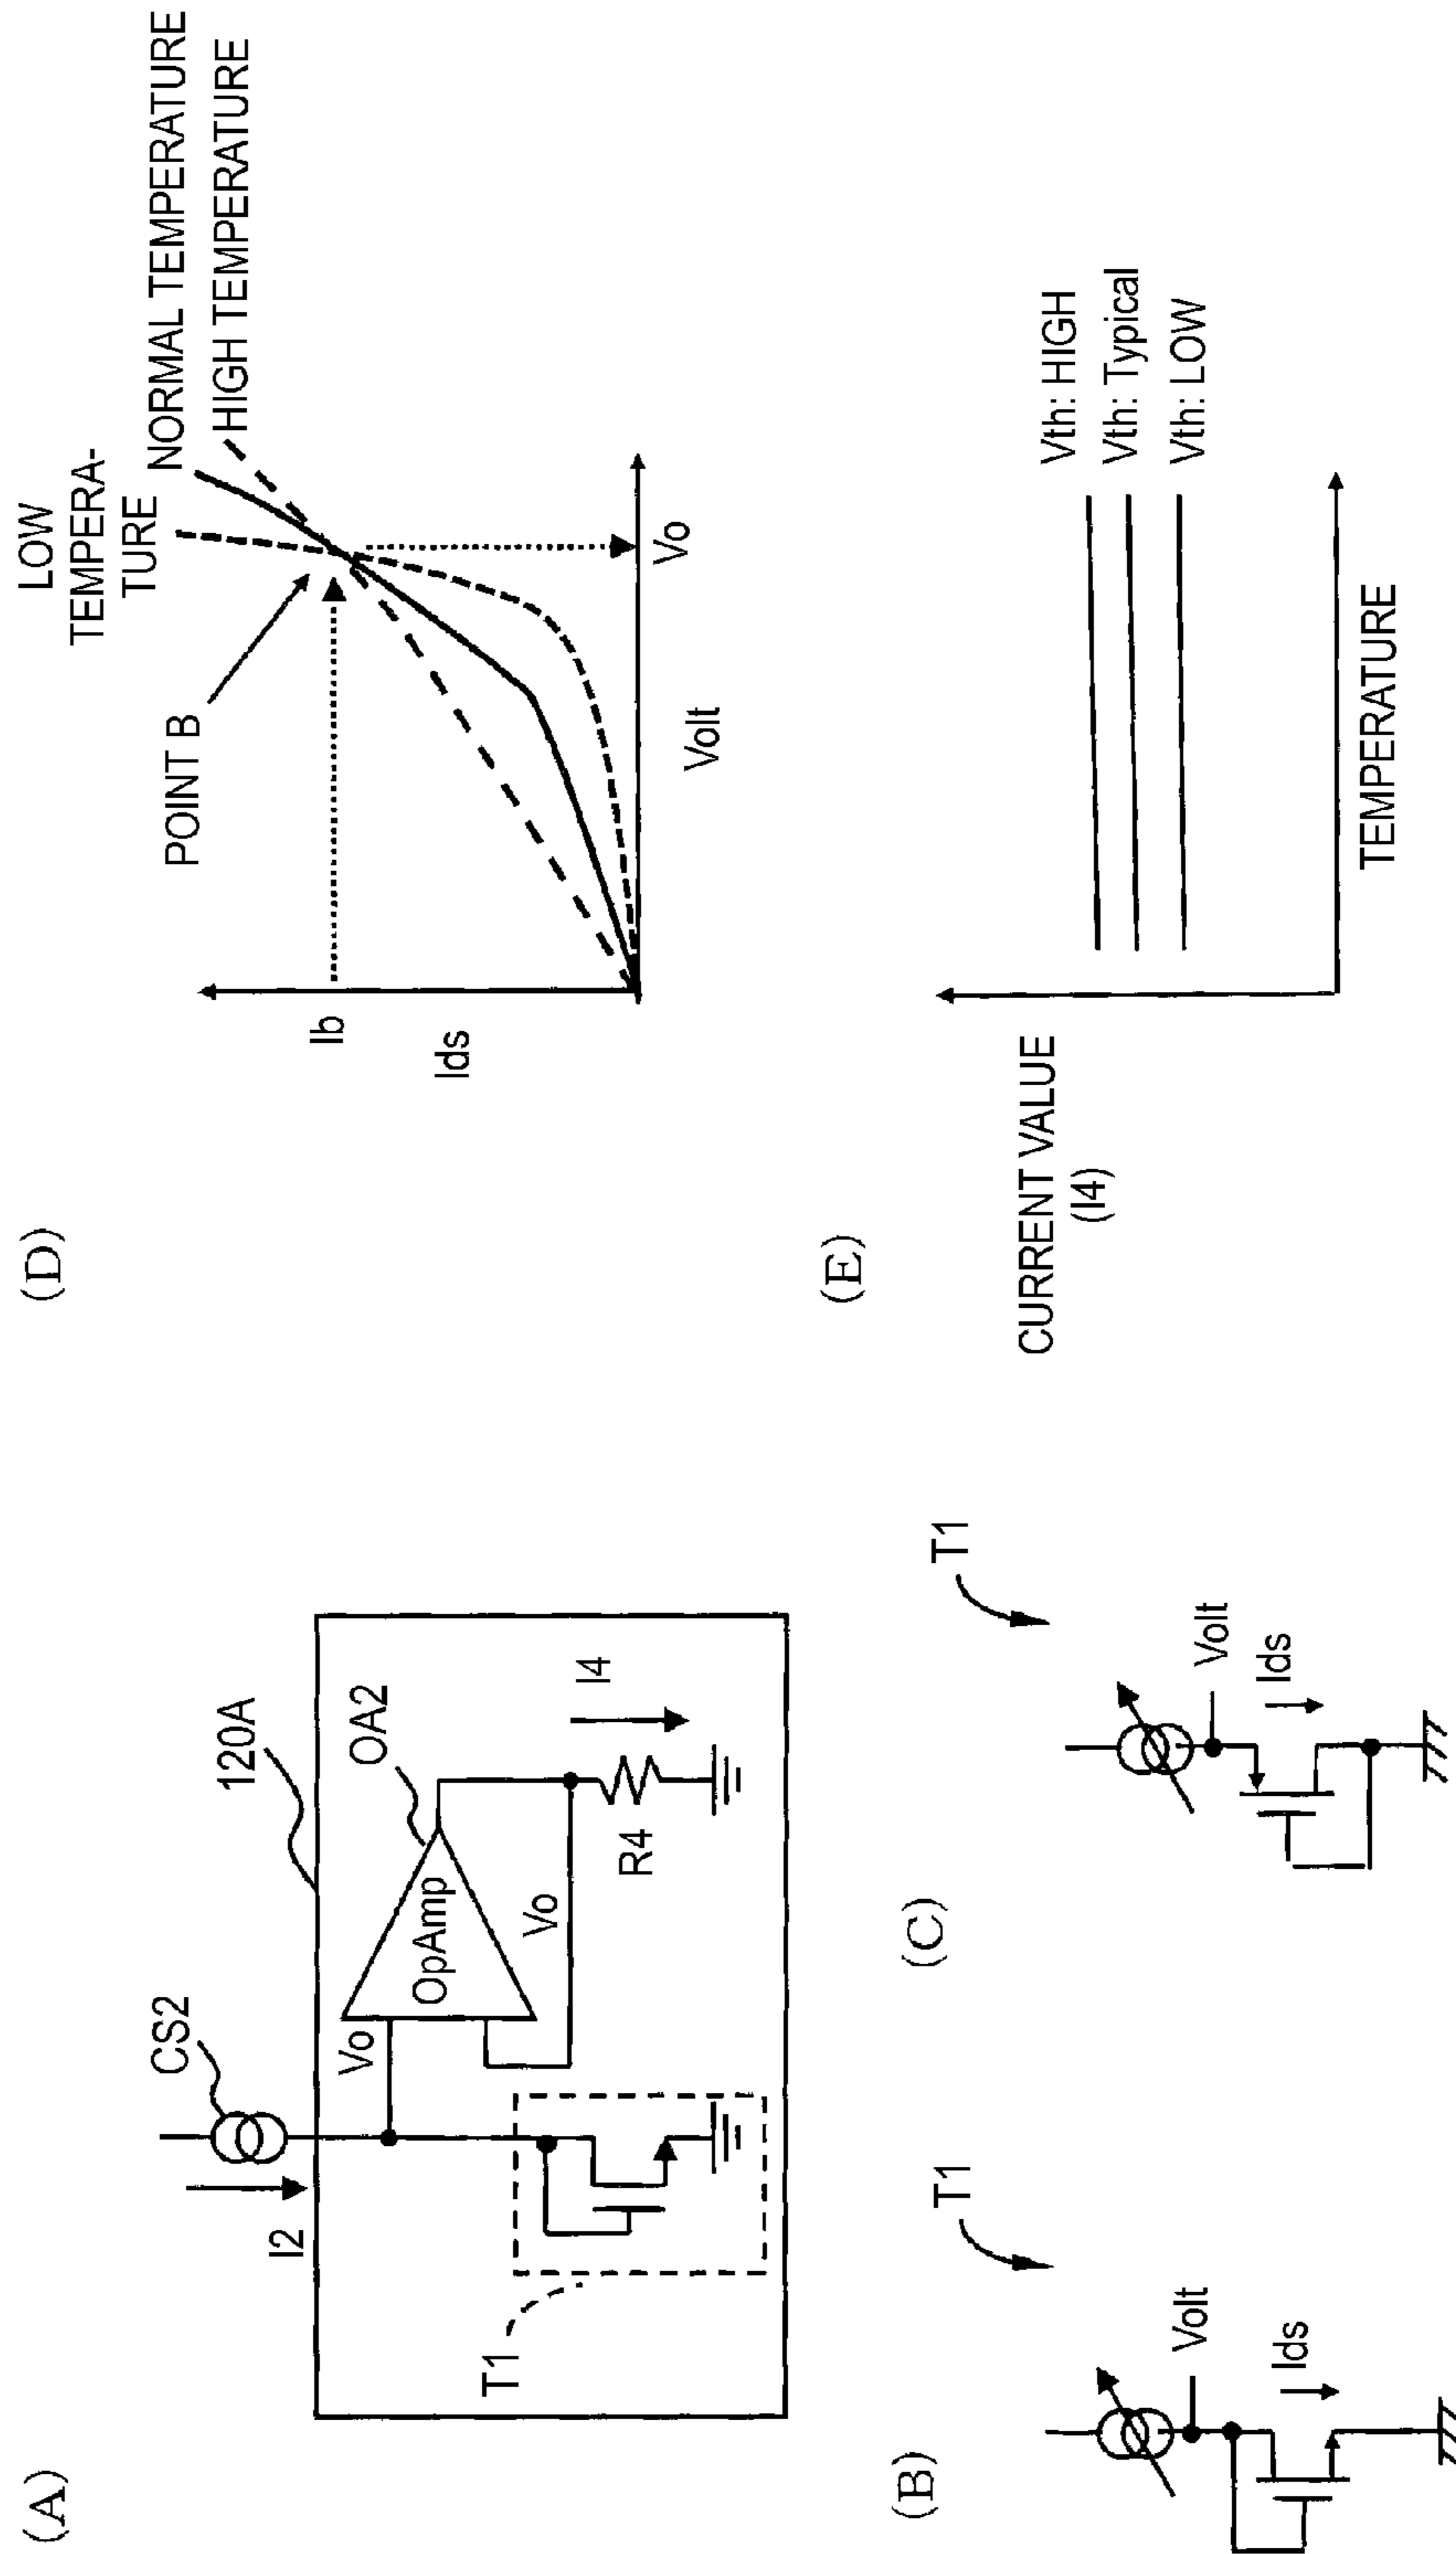 (A)
CS2
I2
120A
Vo
OpAmp
OA2
Vo
I4
R4
T1
(B)
T1
Volt
Ids
(C)
T1
Volt
Ids
(D)
LOW
TEMPERA-
TURE
NORMAL TEMPERATURE
HIGH TEMPERATURE
POINT B
Ib
Ids
Vo
Volt
(E)
CURRENT VALUE
(I4)
Vth: HIGH
Vth: Typical
Vth: LOW
TEMPERATURE